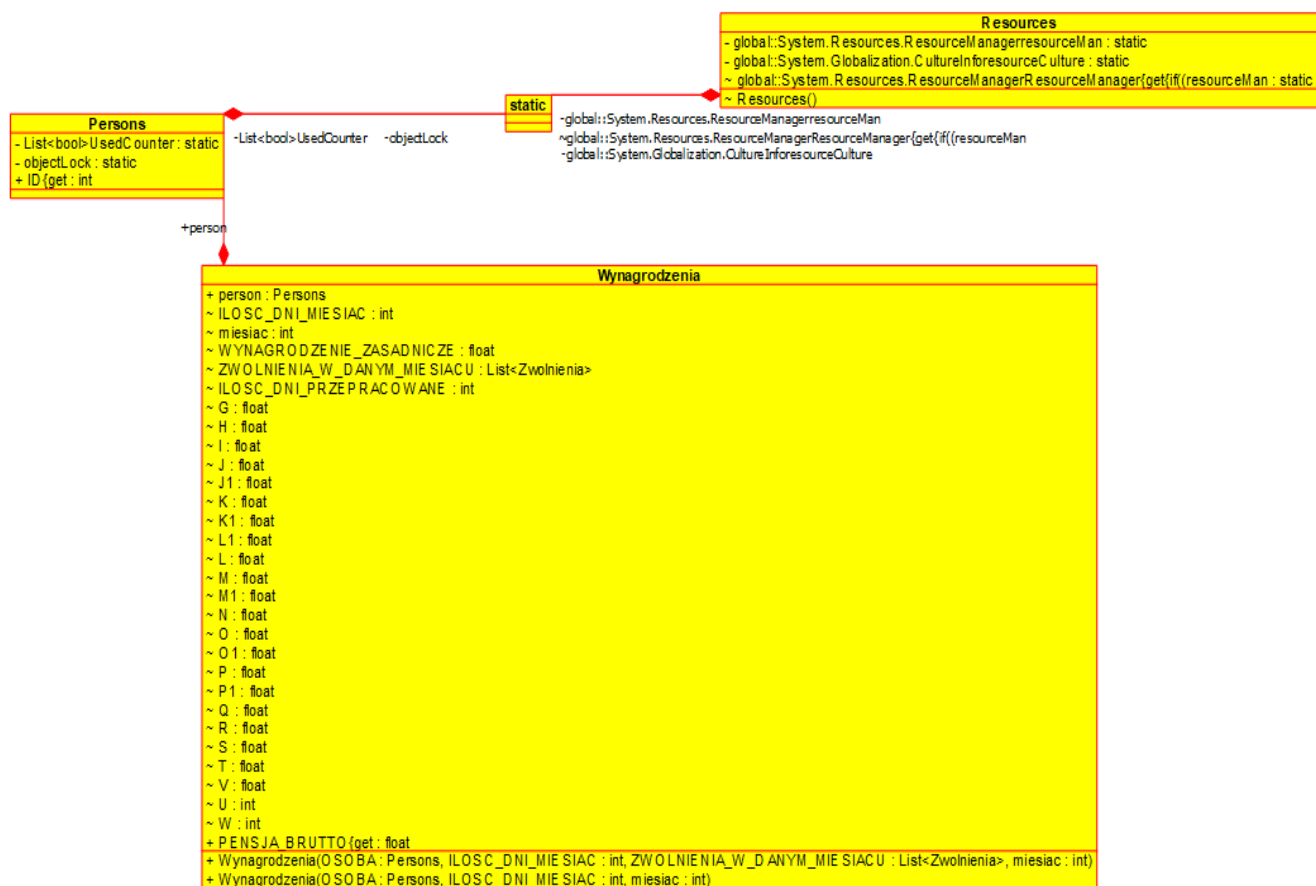 Resources
- global::System.Resources.ResourceManagerresourceMan : static
- global::System.Globalization.CultureInforesourceCulture : static
~ global::System.Resources.ResourceManagerResourceManager{get{if((resourceMan : static
~ Resources()
static
-global::System.Resources.ResourceManagerresourceMan
~global::System.Resources.ResourceManagerResourceManager{get{if((resourceMan
-global::System.Globalization.CultureInforesourceCulture
Persons
- List<bool>UsedCounter : static
- objectLock : static
+ ID{get : int
-List<bool>UsedCounter -objectLock
+person
Wynagrodzenia
+ person : Persons
~ ILOSC_DNI_MIESIAC : int
~ miesiac : int
~ WYNAGRODZENIE_ZASADNICZE : float
~ ZWOLNIENIA_W_DANYM_MIESIACU : List<Zwolnienia>
~ ILOSC_DNI_PRZEPRACOWANE : int
~ G : float
~ H : float
~ I : float
~ J : float
~ J1 : float
~ K : float
~ K1 : float
~ L1 : float
~ L : float
~ M : float
~ M1 : float
~ N : float
~ O : float
~ O1 : float
~ P : float
~ P1 : float
~ Q : float
~ R : float
~ S : float
~ T : float
~ V : float
~ U : int
~ W : int
+ PENSJA_BRUTTO{get : float
+ Wynagrodzenia(OSOBA : Persons, ILOSC_DNI_MIESIAC : int, ZWOLNIENIA_W_DANYM_MIESIACU : List<Zwolnienia>, miesiac : int)
+ Wynagrodzenia(OSOBA : Persons, ILOSC_DNI_MIESIAC : int, miesiac : int)